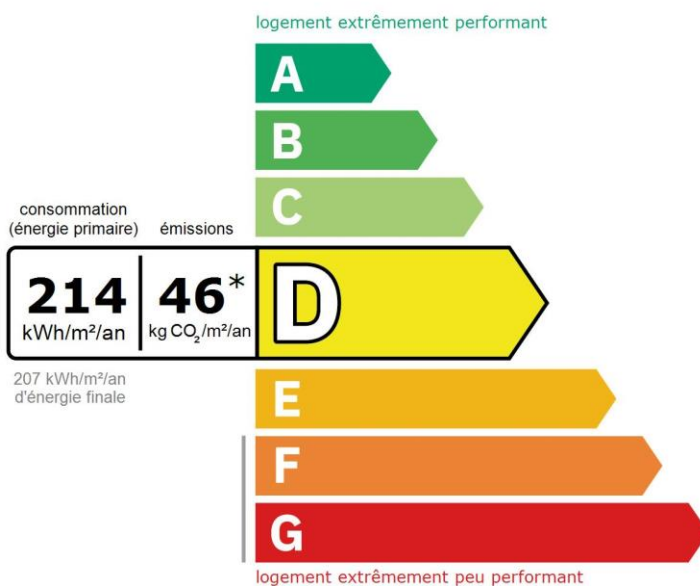 logement extrêmement performant
A
B
C
consommation
(énergie primaire)
émissions
214
kWh/m²/an
46*
kg CO₂/m²/an
D
207 kWh/m²/an
d'énergie finale
E
F
G
logement extrêmement peu performant